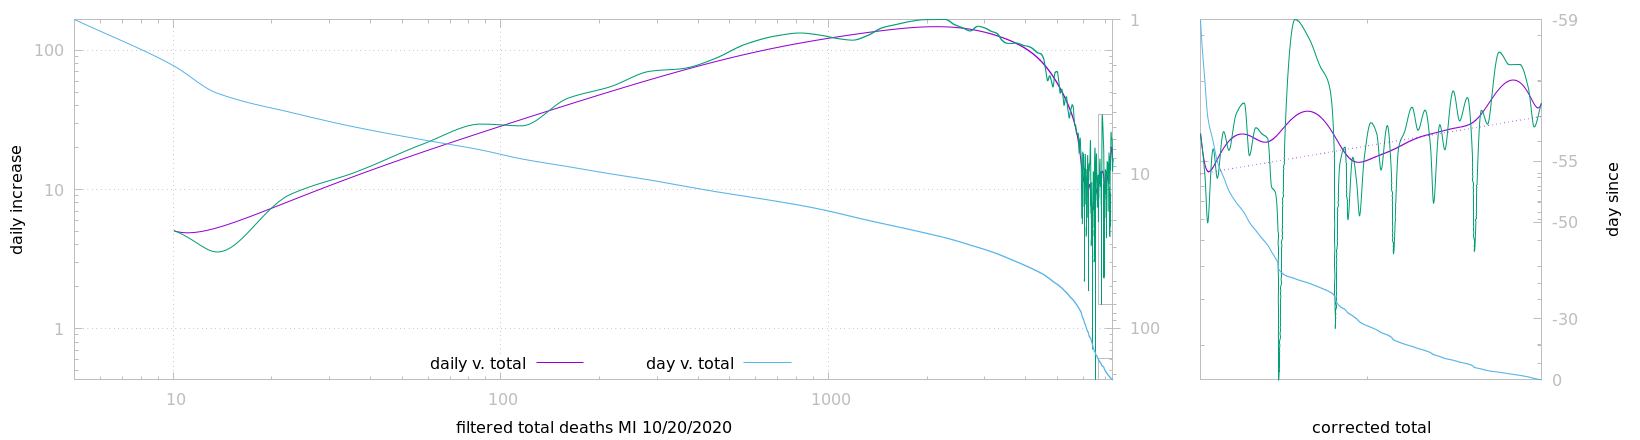 daily increase
100
10
1
10
100
1000
1
10
100
daily v. total
day v. total
filtered total deaths MI 10/20/2020
-59
-55
-50
-30
0
day since
corrected total